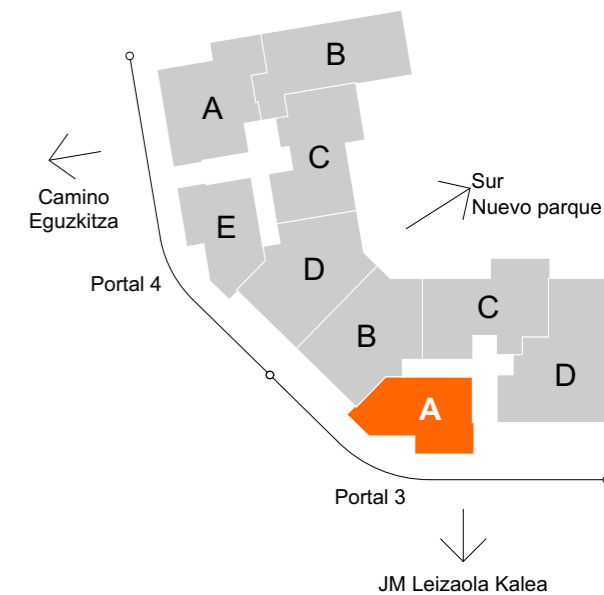 B
A
C
Camino
Eguzkitza
Sur
Nuevo parque
E
D
Portal 4
C
B
D
A
Portal 3
JM Leizaola Kalea